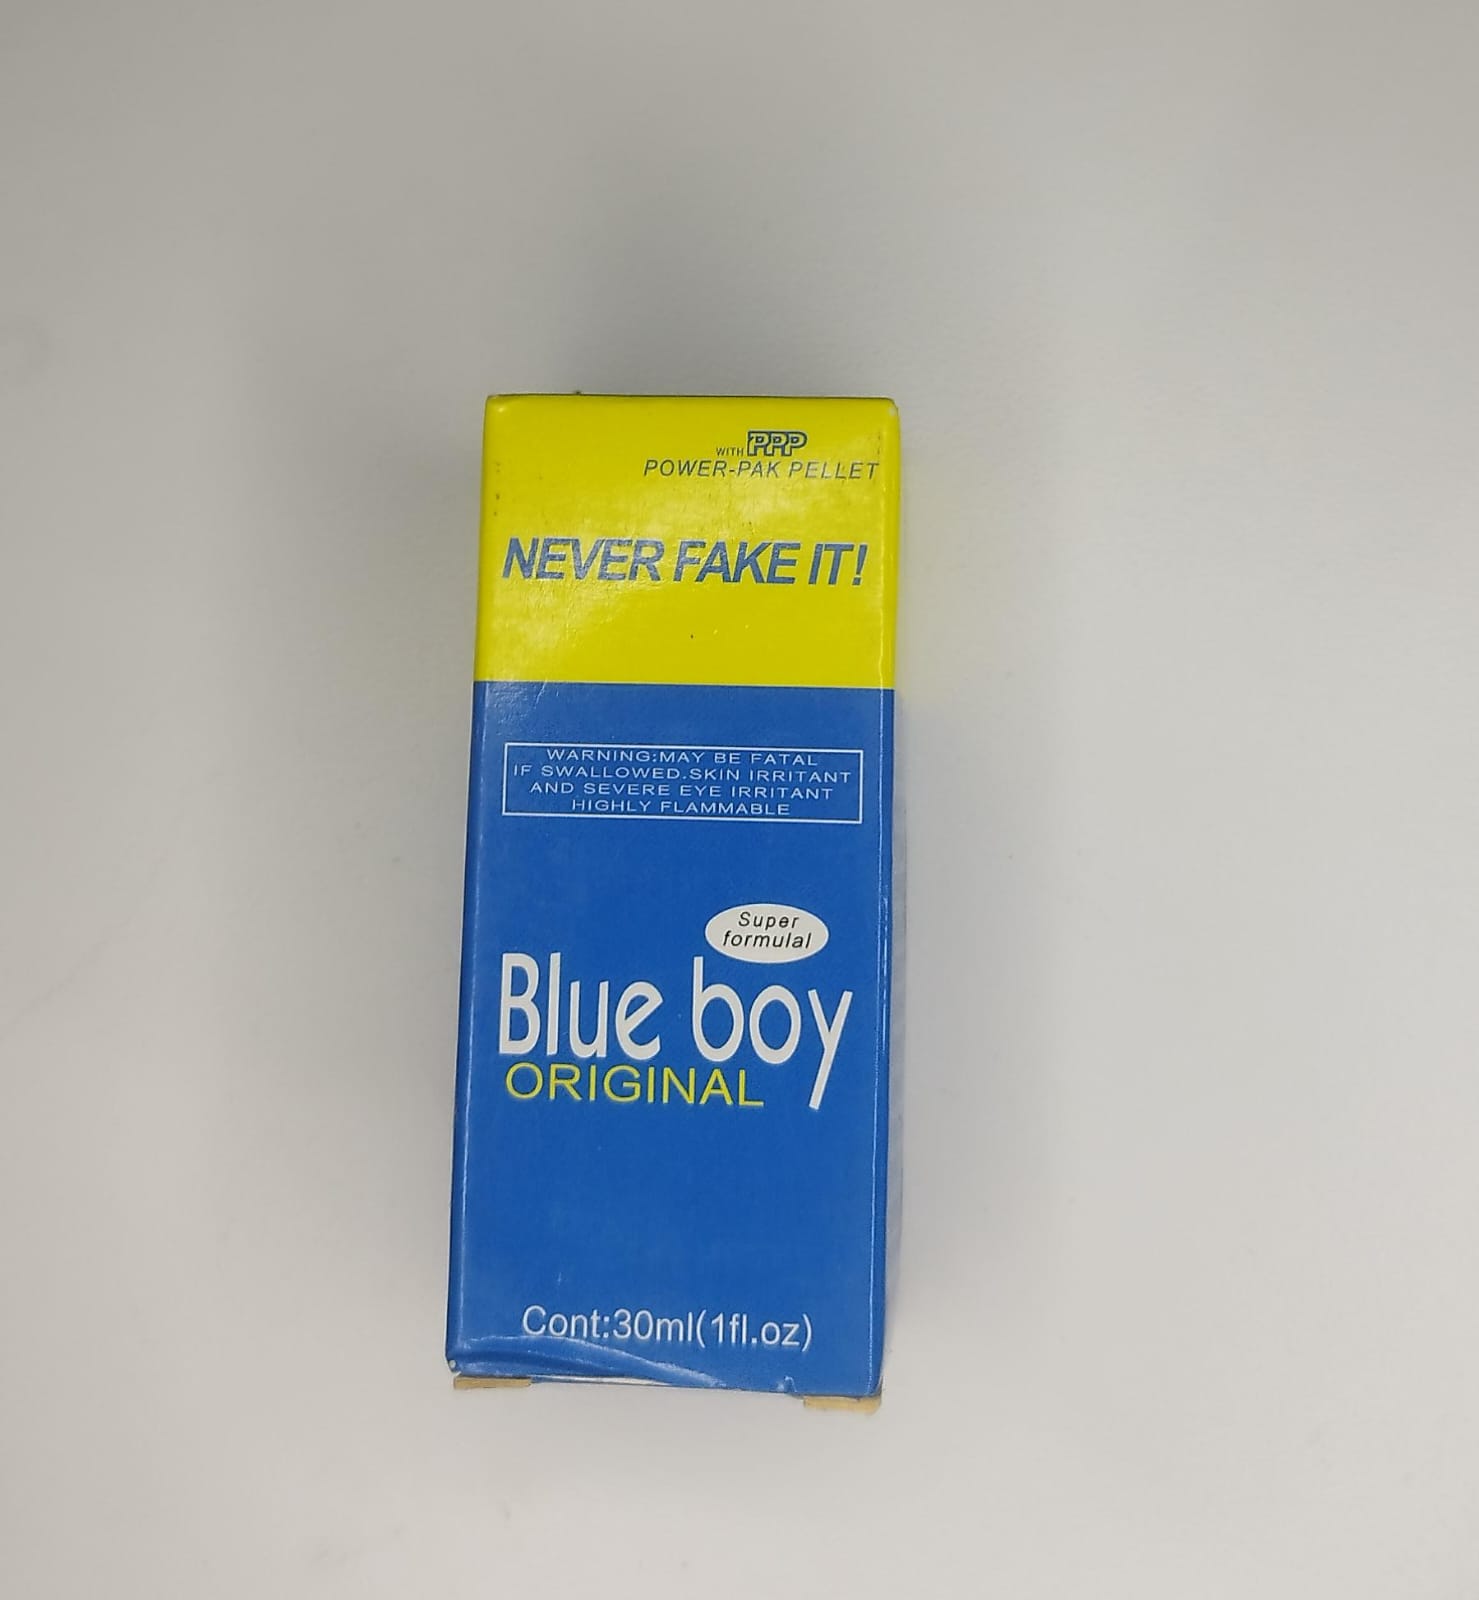 WITH PPP
POWER-PAK PELLET
NEVER FAKE IT!
WARNING:MAY BE FATAL
IF SWALLOWED.SKIN IRRITANT
AND SEVERE EYE IRRITANT
HIGHLY FLAMMABLE
Super
formulal
Blue boy
ORIGINAL
Cont:30ml(1fl.oz)